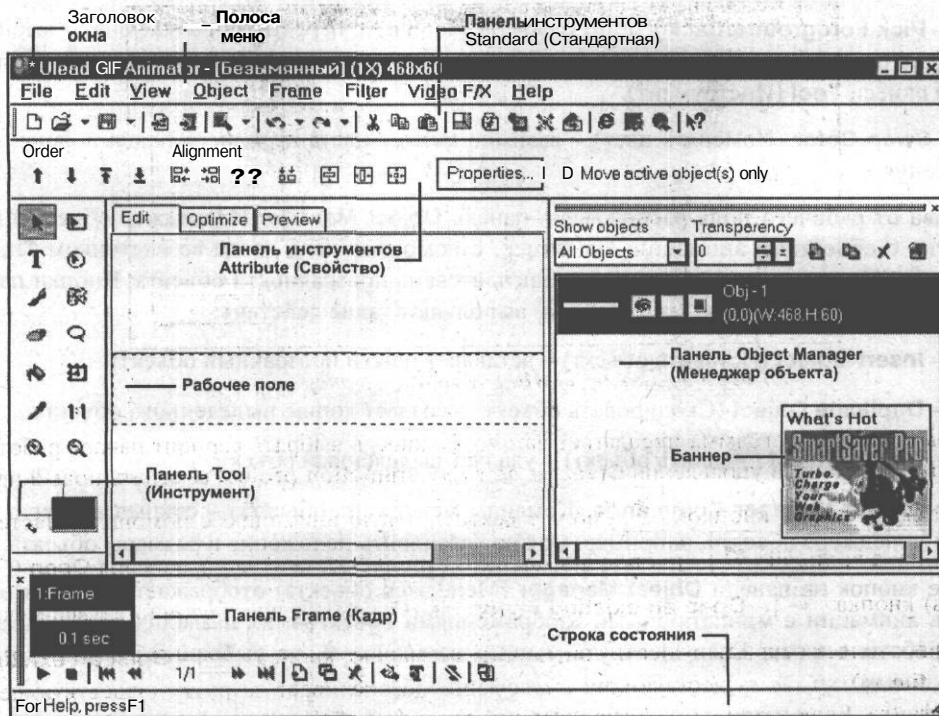 Заголовок окна
Полоса меню
Панель инструментов Standard (Стандартная)
* Ulead GIF Animator - [Безымянный] (1X) 468x60
File Edit View Object Frame Filter Video F/X Help
Order Alignment
?? Properties... D Move active object(s) only
Edit Optimize Preview
Show objects Transparency
All Objects
Панель инструментов
Attribute (Свойство)
Obj - 1
(0,0)(W:468.H:60)
Панель Object Manager
(Менеджер объекта)
Рабочее поле
What's Hot
SmartSaver Pro
Баннер
Turbo.
Charge
Your
Graphics
Панель Tool
(Инструмент)
1:1
1:Frame
0.1 sec
Панель Frame (Кадр)
Строка состояния
1/1
For Help, press F1